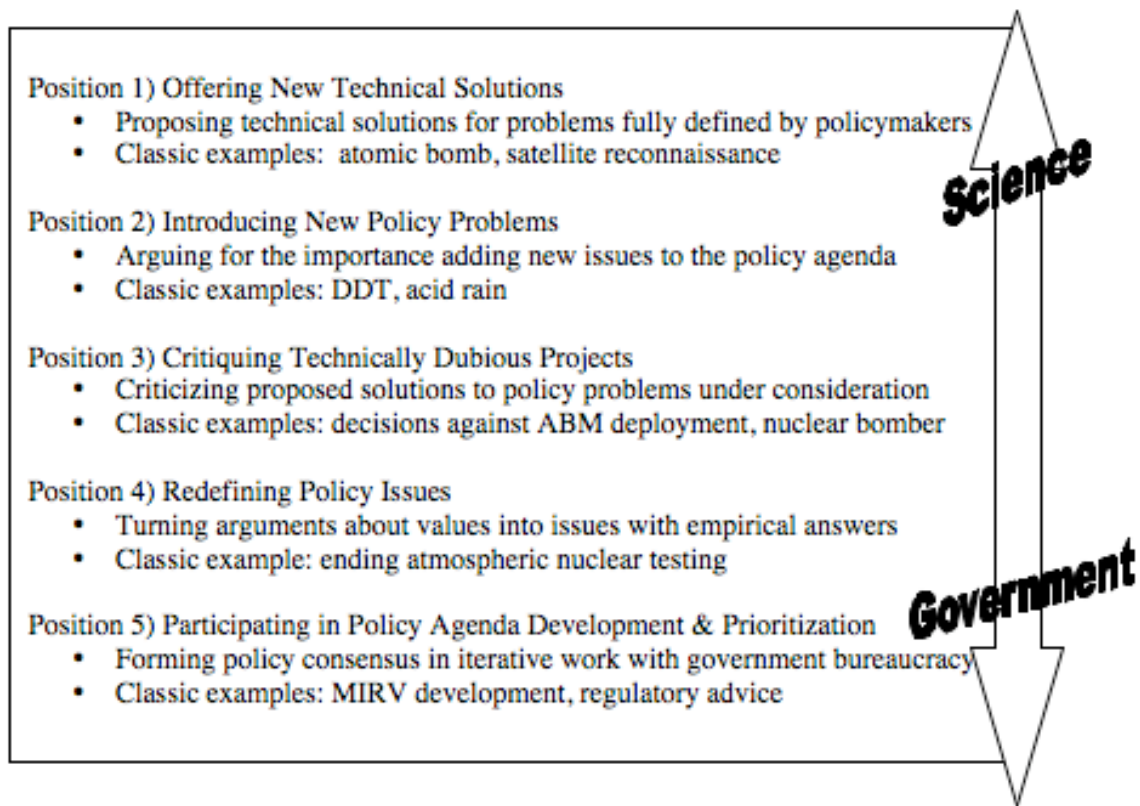 Position 1) Offering New Technical Solutions
• Proposing technical solutions for problems fully defined by policymakers
• Classic examples: atomic bomb, satellite reconnaissance
Position 2) Introducing New Policy Problems
• Arguing for the importance adding new issues to the policy agenda
• Classic examples: DDT, acid rain
Position 3) Critiquing Technically Dubious Projects
• Criticizing proposed solutions to policy problems under consideration
• Classic examples: decisions against ABM deployment, nuclear bomber
Position 4) Redefining Policy Issues
• Turning arguments about values into issues with empirical answers
• Classic example: ending atmospheric nuclear testing
Position 5) Participating in Policy Agenda Development & Prioritization
• Forming policy consensus in iterative work with government bureaucracy
• Classic examples: MIRV development, regulatory advice
Science
Government